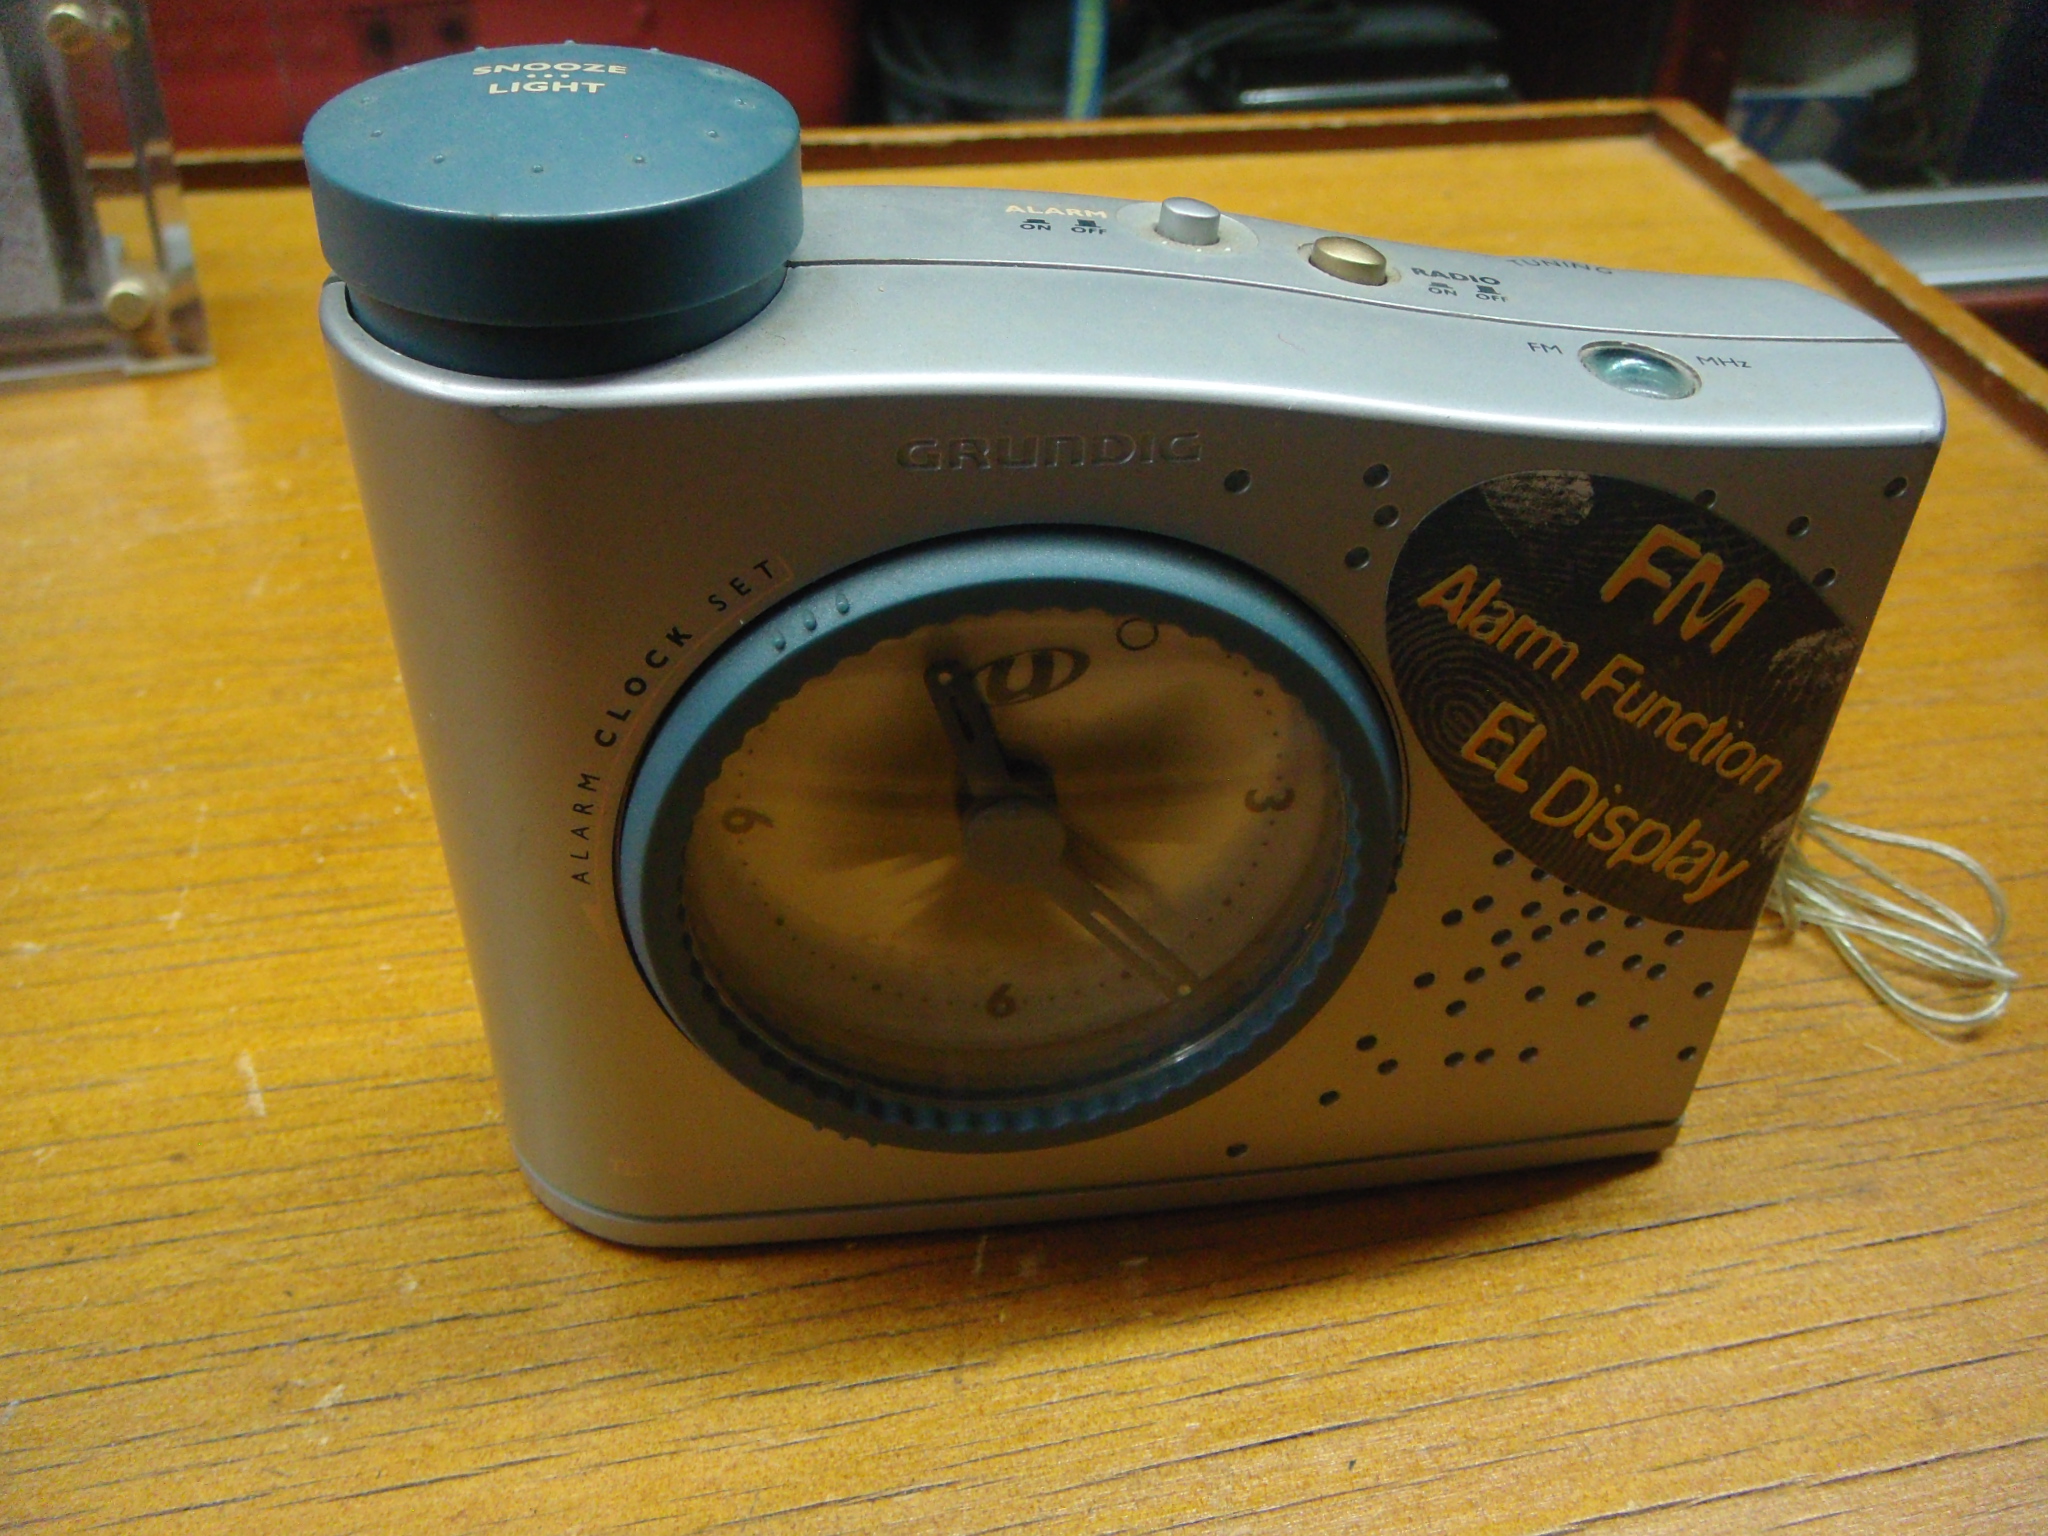 SNOOZE
LIGHT
ALARM
ON OFF
RADIO
ON OFF
TUNING
FM MHz
GRUNDIG
ALARM CLOCK SET
FM
Alarm Function
EL Display
3
6
9